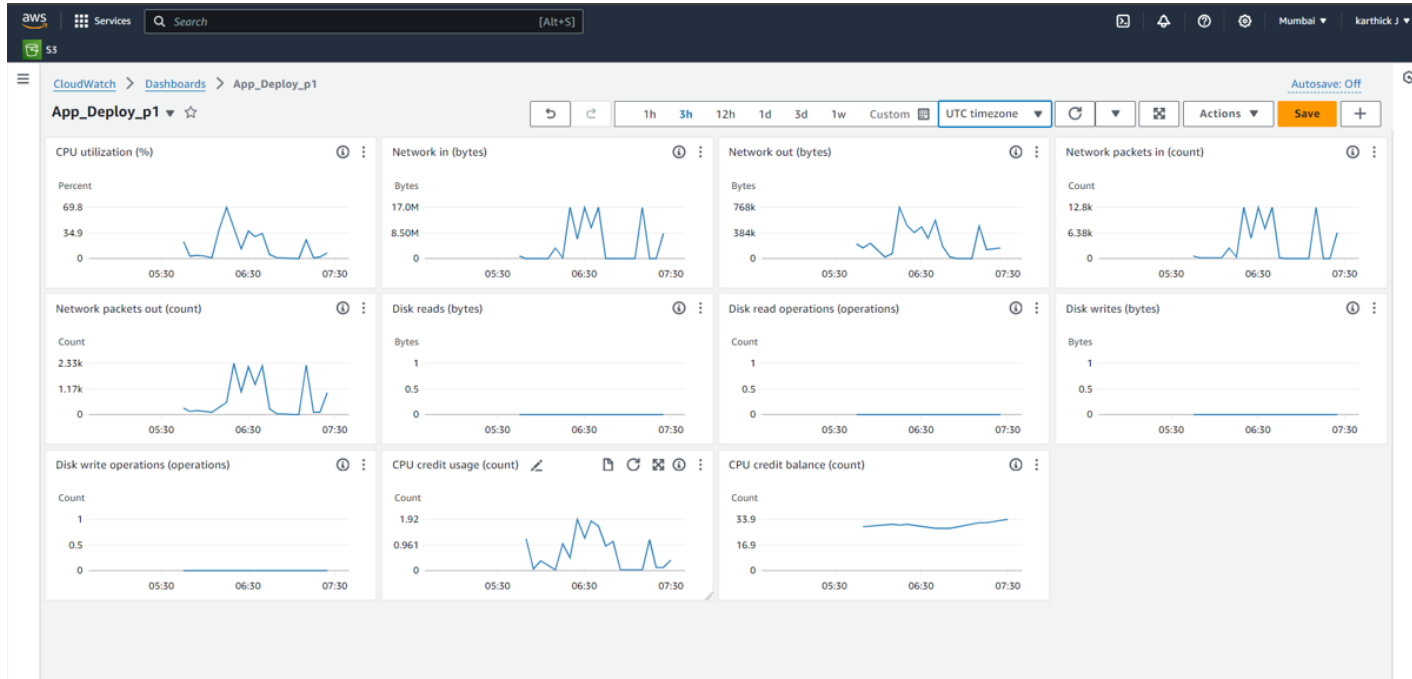 aws Services Search [Alt+S] Mumbai karthick J
S3
CloudWatch > Dashboards > App_Deploy_p1
Autosave: Off
App_Deploy_p1
1h 3h 12h 1d 3d 1w Custom UTC timezone Actions Save
CPU utilization (%)
Percent
69.8
34.9
0
05:30 06:30 07:30
Network in (bytes)
Bytes
17.0M
8.50M
0
05:30 06:30 07:30
Network out (bytes)
Bytes
768k
384k
0
05:30 06:30 07:30
Network packets in (count)
Count
12.8k
6.38k
0
05:30 06:30 07:30
Network packets out (count)
Count
2.33k
1.17k
0
05:30 06:30 07:30
Disk reads (bytes)
Bytes
1
0.5
0
05:30 06:30 07:30
Disk read operations (operations)
Count
1
0.5
0
05:30 06:30 07:30
Disk writes (bytes)
Bytes
1
0.5
0
05:30 06:30 07:30
Disk write operations (operations)
Count
1
0.5
0
05:30 06:30 07:30
CPU credit usage (count)
Count
1.92
0.961
0
05:30 06:30 07:30
CPU credit balance (count)
Count
33.9
16.9
0
05:30 06:30 07:30